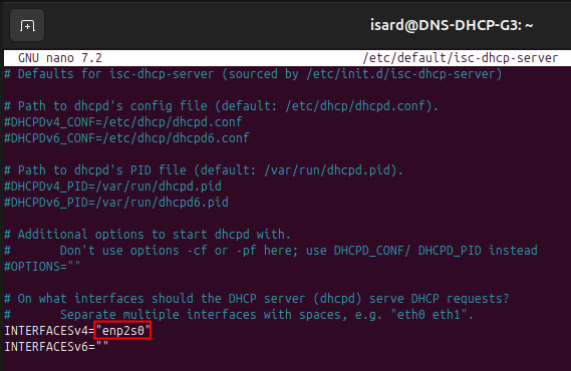 isard@DNS-DHCP-G3: ~
GNU nano 7.2 /etc/default/isc-dhcp-server
# Defaults for isc-dhcp-server (sourced by /etc/init.d/isc-dhcp-server)
# Path to dhcpd's config file (default: /etc/dhcp/dhcpd.conf).
#DHCPDv4_CONF=/etc/dhcp/dhcpd.conf
#DHCPDv6_CONF=/etc/dhcp/dhcpd6.conf
# Path to dhcpd's PID file (default: /var/run/dhcpd.pid).
#DHCPDv4_PID=/var/run/dhcpd.pid
#DHCPDv6_PID=/var/run/dhcpd6.pid
# Additional options to start dhcpd with.
#       Don't use options -cf or -pf here; use DHCPD_CONF/ DHCPD_PID instead
#OPTIONS=""
# On what interfaces should the DHCP server (dhcpd) serve DHCP requests?
#       Separate multiple interfaces with spaces, e.g. "eth0 eth1".
INTERFACESv4="enp2s0"
INTERFACESv6=""